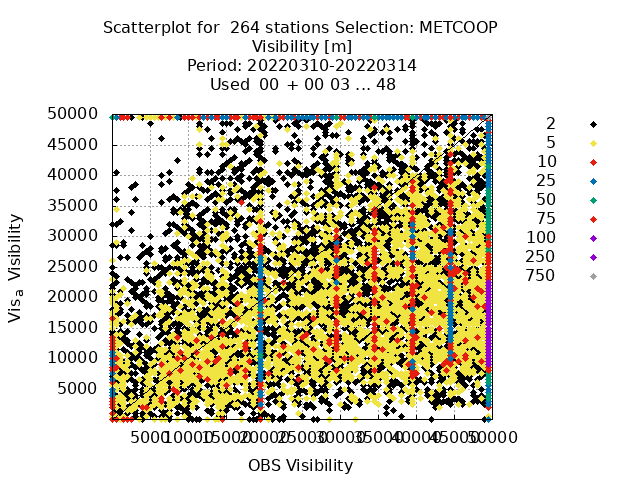 Scatterplot for  264 stations Selection: METCOOP
Visibility [m]
Period: 20220310-20220314
Used  00 + 00 03 ... 48
50000
45000
40000
35000
30000
25000
20000
15000
10000
5000
Vis a  Visibility
5000 10000 15000 20000 25000 30000 35000 40000 45000 50000
OBS Visibility
2
5
10
25
50
75
100
250
750